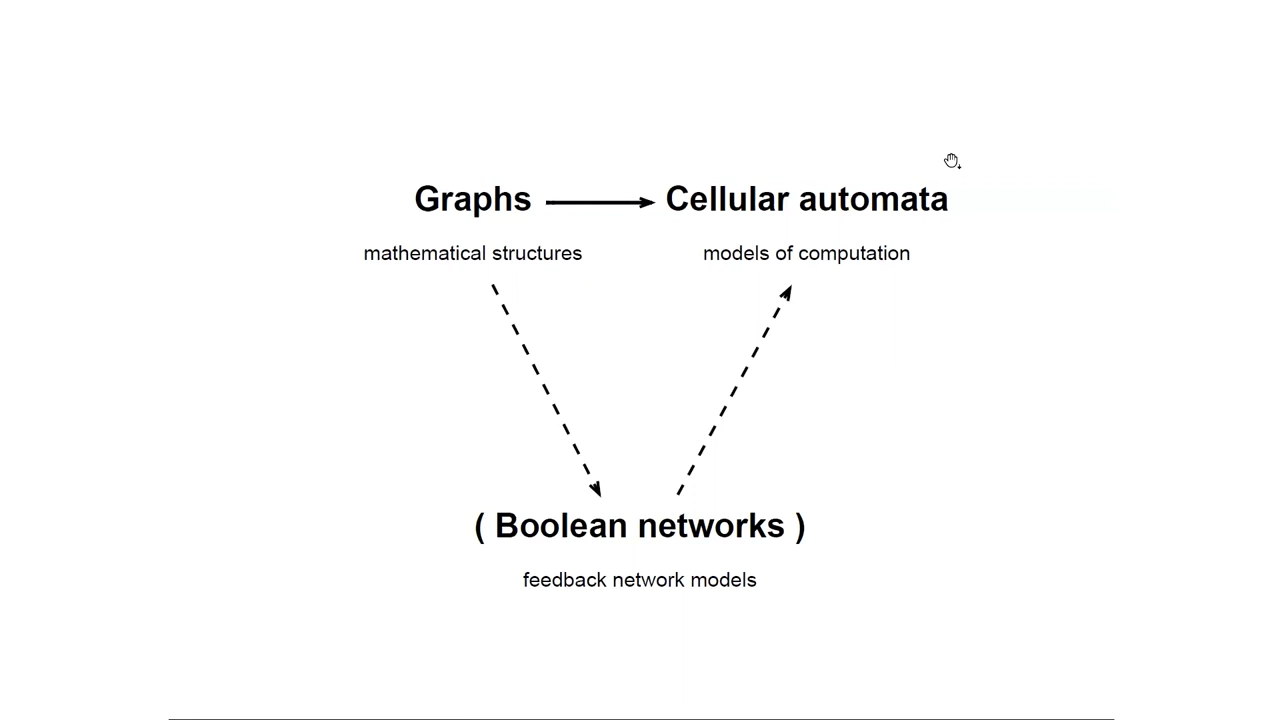 Graphs
Cellular automata
mathematical structures
models of computation
( Boolean networks )
feedback network models